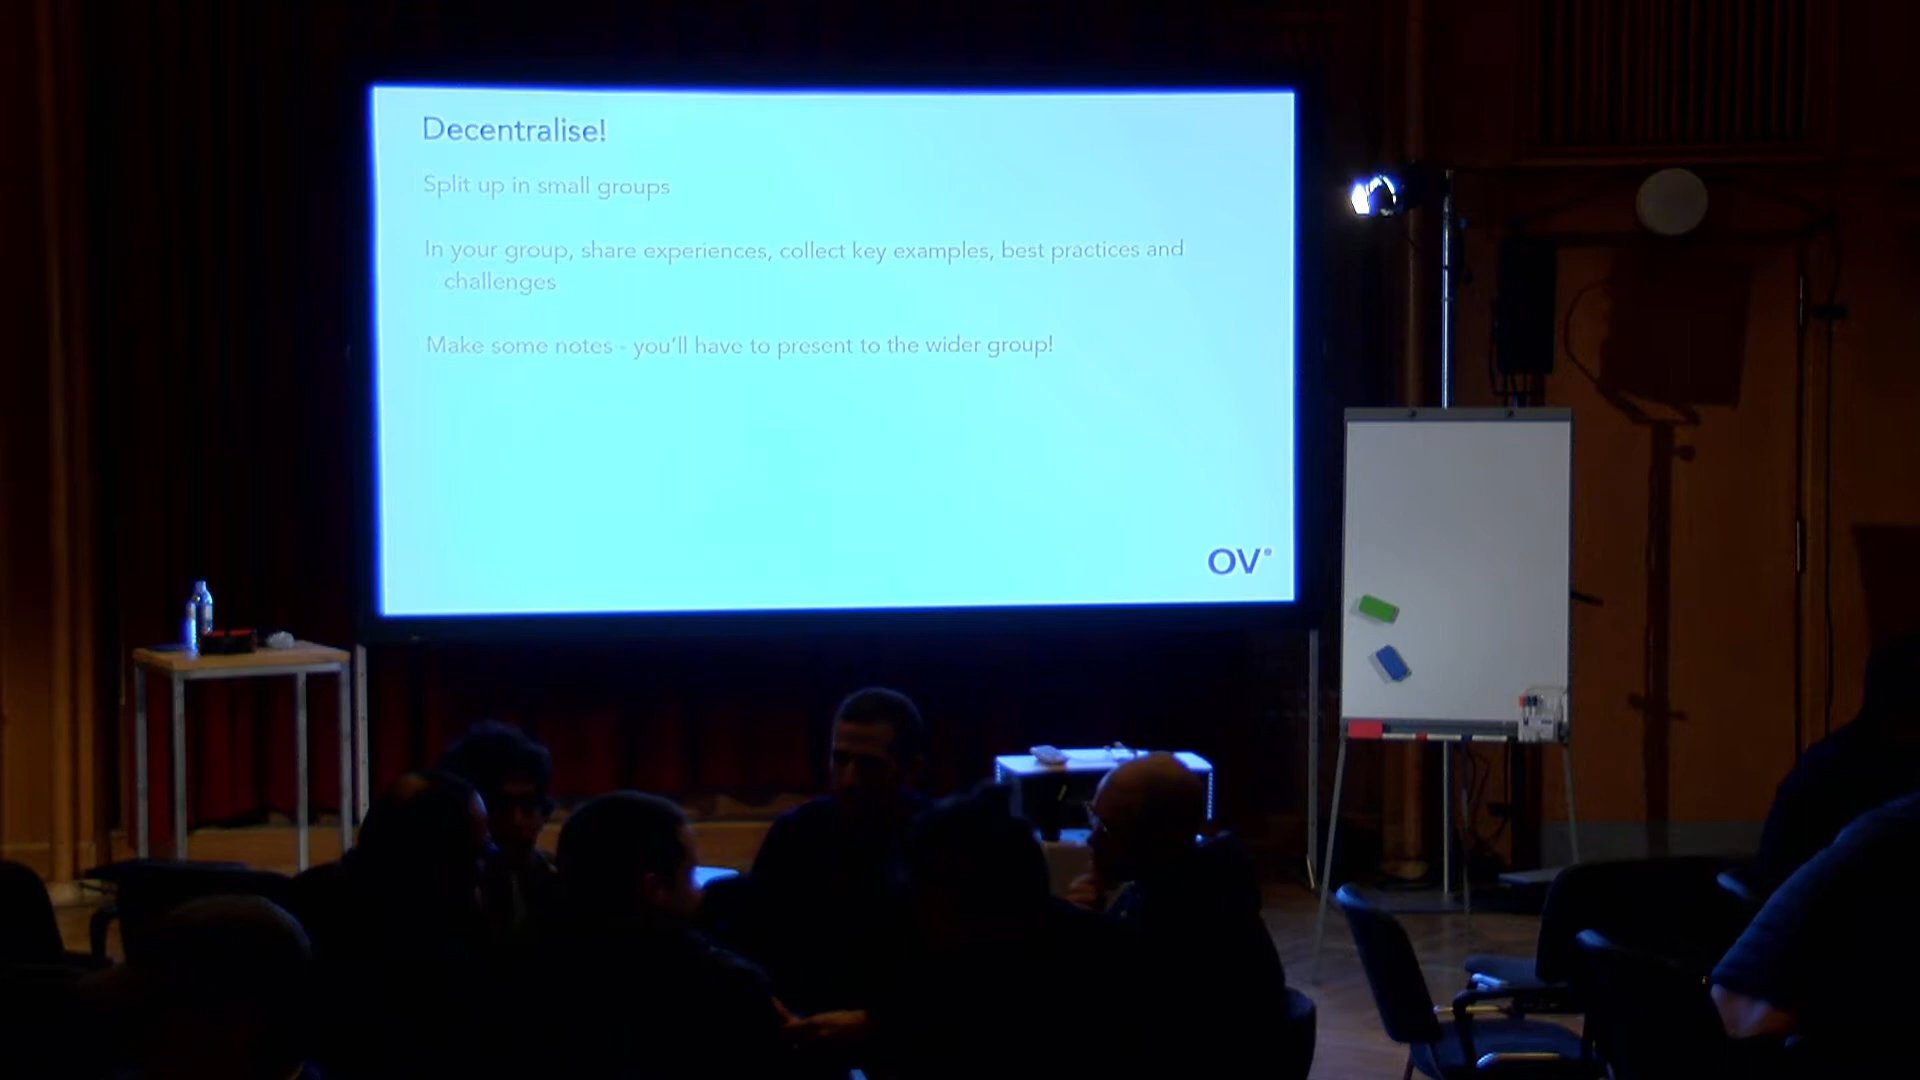 Decentralise!
Split up in small groups
In your group, share experiences, collect key examples, best practices and
challenges
Make some notes - you'll have to present to the wider group!
OV°